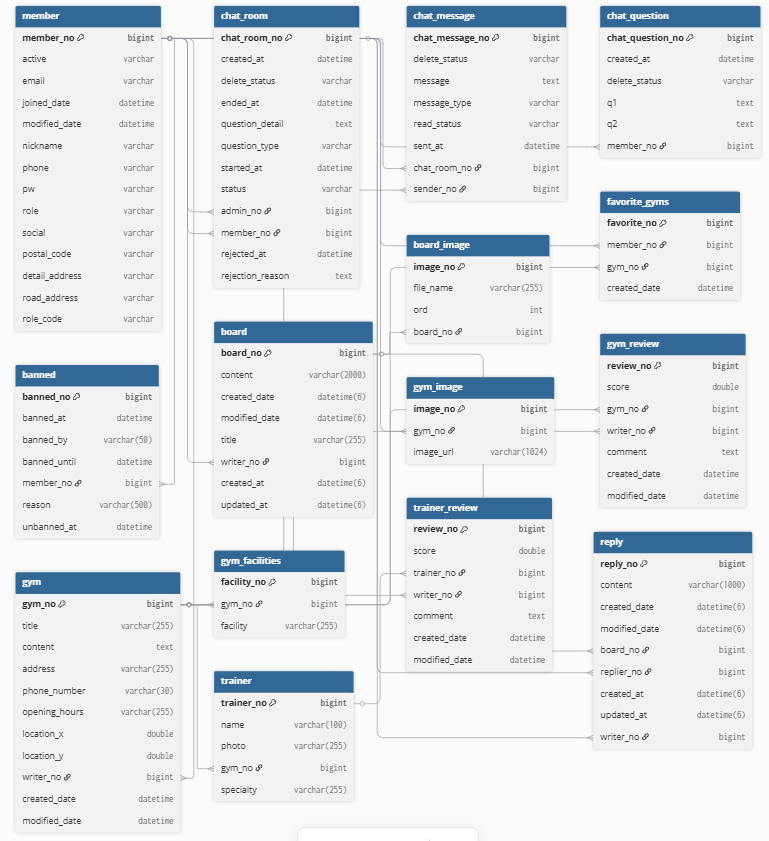 member
member_no bigint
active varchar
email varchar
joined_date datetime
modified_date datetime
nickname varchar
phone varchar
pw varchar
role varchar
social varchar
postal_code varchar
detail_address varchar
road_address varchar
role_code varchar
banned
banned_no bigint
banned_at datetime
banned_by varchar(50)
banned_until datetime
member_no bigint
reason varchar(500)
unbanned_at datetime
gym
gym_no bigint
title varchar(255)
content text
address varchar(255)
phone_number varchar(30)
opening_hours varchar(255)
location_x double
location_y double
writer_no bigint
created_date datetime
modified_date datetime
chat_room
chat_room_no bigint
created_at datetime
delete_status varchar
ended_at datetime
question_detail text
question_type varchar
started_at datetime
status varchar
admin_no bigint
member_no bigint
rejected_at datetime
rejection_reason text
board
board_no bigint
content varchar(2000)
created_date datetime(6)
modified_date datetime(6)
title varchar(255)
writer_no bigint
created_at datetime(6)
updated_at datetime(6)
gym_facilities
facility_no bigint
gym_no bigint
facility varchar(255)
trainer
trainer_no bigint
name varchar(100)
photo varchar(255)
gym_no bigint
specialty varchar(255)
chat_message
chat_message_no bigint
delete_status varchar
message text
message_type varchar
read_status varchar
sent_at datetime
chat_room_no bigint
sender_no bigint
board_image
image_no bigint
file_name varchar(255)
ord int
board_no bigint
gym_image
image_no bigint
gym_no bigint
image_url varchar(1024)
trainer_review
review_no bigint
score double
trainer_no bigint
writer_no bigint
comment text
created_date datetime
modified_date datetime
chat_question
chat_question_no bigint
created_at datetime
delete_status varchar
q1 text
q2 text
member_no bigint
favorite_gyms
favorite_no bigint
member_no bigint
gym_no bigint
created_date datetime
gym_review
review_no bigint
score double
gym_no bigint
writer_no bigint
comment text
created_date datetime
modified_date datetime
reply
reply_no bigint
content varchar(1000)
created_date datetime(6)
modified_date datetime(6)
board_no bigint
replier_no bigint
created_at datetime(6)
updated_at datetime(6)
writer_no bigint